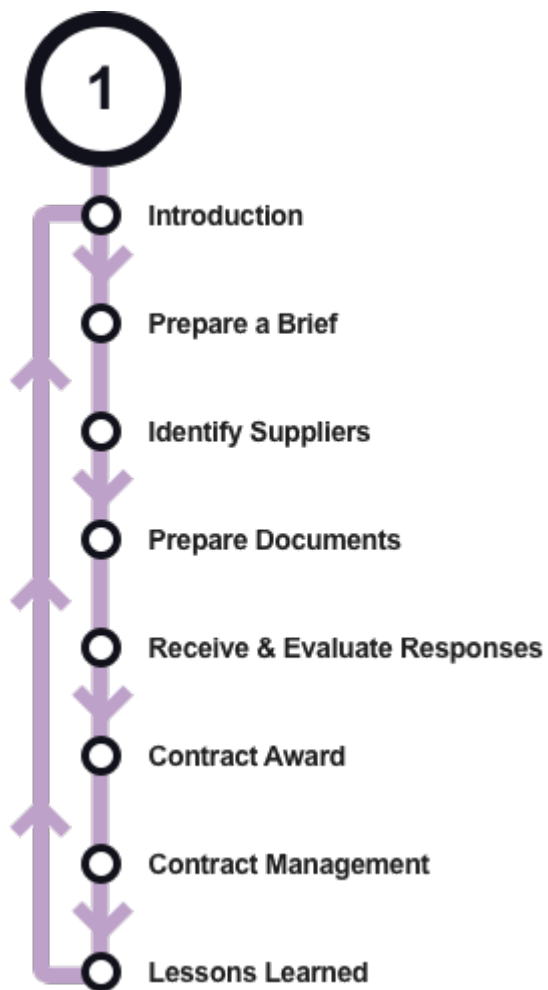 1
Introduction
Prepare a Brief
Identify Suppliers
Prepare Documents
Receive & Evaluate Responses
Contract Award
Contract Management
Lessons Learned